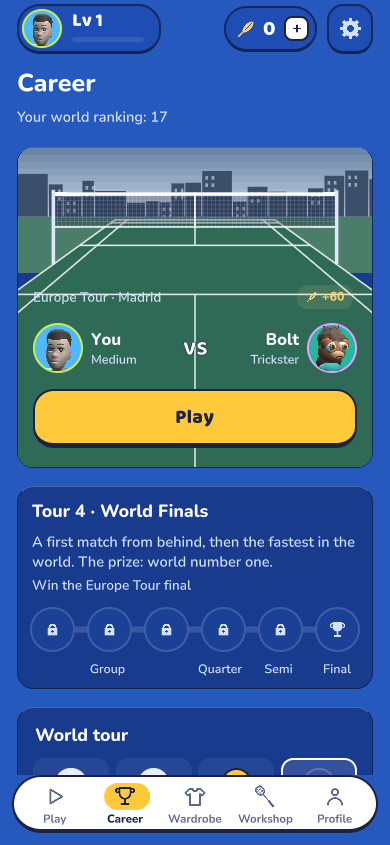 Lv 1
0
+
Career
Your world ranking: 17
Europe Tour · Madrid
+60
You
Medium
VS
Bolt
Trickster
Play
Tour 4 · World Finals
A first match from behind, then the fastest in the
world. The prize: world number one.
Win the Europe Tour final
Group
Quarter
Semi
Final
World tour
Play
Career
Wardrobe
Workshop
Profile